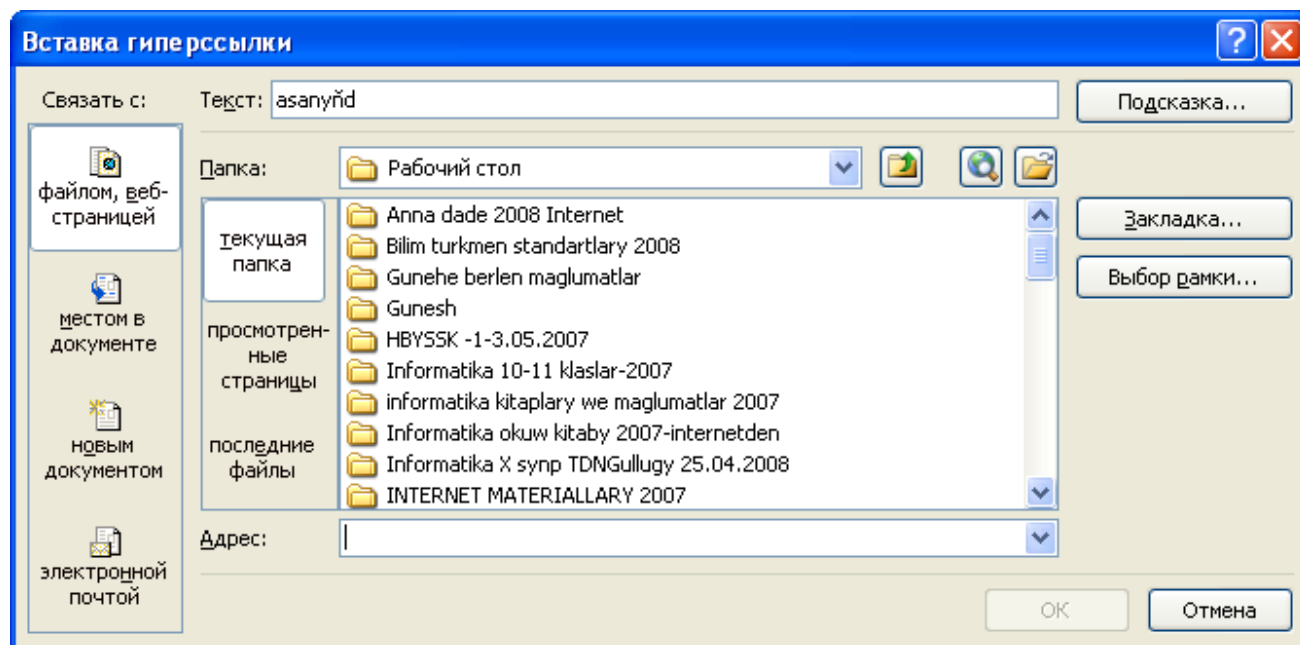 Вставка гиперссылки
Связать с:
Текст: asanyňd
Подсказка...
файлом, веб-
страницей
местом в
документе
новым
документом
электронной
почтой
Папка: Рабочий стол
текущая
папка
просмотрен-
ные
страницы
последние
файлы
Anna dade 2008 Internet
Bilim turkmen standartlary 2008
Gunehe berlen maglumatlar
Gunesh
HBYSSK -1-3.05.2007
Informatika 10-11 klaslar-2007
informatika kitaplary we maglumatlar 2007
Informatika okuw kitaby 2007-internetden
Informatika X synp TDNGullugy 25.04.2008
INTERNET MATERIALLARY 2007
Закладка...
Выбор рамки...
Адрес:
ОК
Отмена